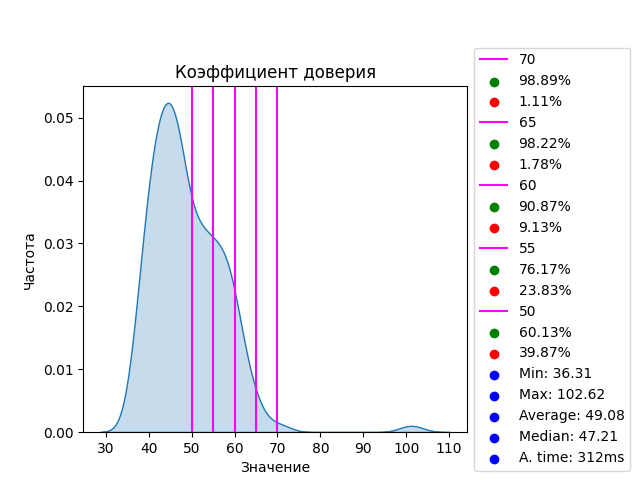 Коэффициент доверия
Частота
0.05
0.04
0.03
0.02
0.01
0.00
30 40 50 60 70 80 90 100 110
Значение
70
98.89%
1.11%
65
98.22%
1.78%
60
90.87%
9.13%
55
76.17%
23.83%
50
60.13%
39.87%
Min: 36.31
Max: 102.62
Average: 49.08
Median: 47.21
A. time: 312ms